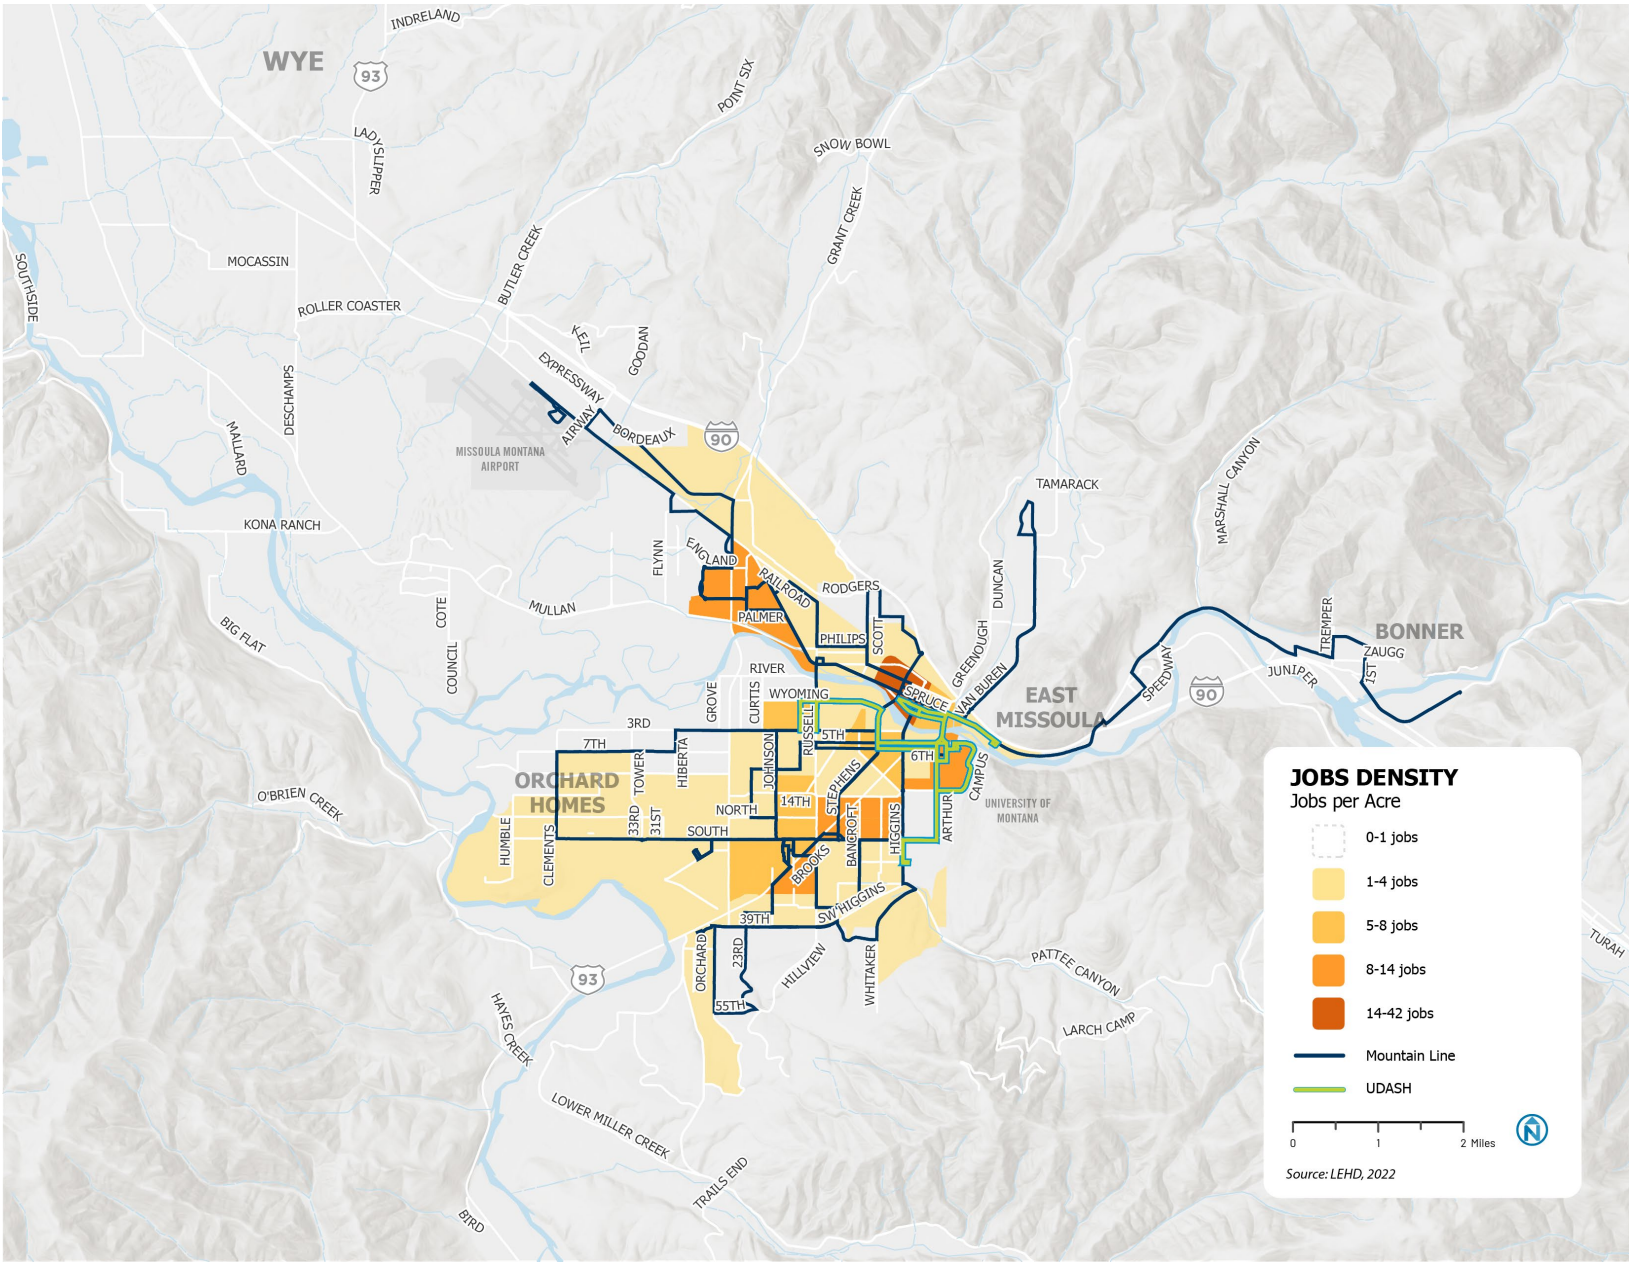 INDRELAND
WYE
93
POINT SIX
LADYSLIPPER
SNOW BOWL
GRANT CREEK
BUTLER CREEK
MOCASSIN
SOUTHSIDE
ROLLER COASTER
KEIL
GOODAN
EXPRESSWAY
DESCHAMPS
AIRWAY
BORDEAUX
90
MALLARD
MISSOULA MONTANA
AIRPORT
MARSHALL CANYON
TAMARACK
KONA RANCH
FLYNN
ENGLAND
RAILROAD
RODGERS
DUNCAN
COTE
MULLAN
PALMER
PHILIPS
SCOTT
GREENOUGH
TREMPER
BONNER
BIG FLAT
COUNCIL
RIVER
ZAUGG
JUNIPER
1ST
SPEEDWAY
90
VAN BUREN
EAST
MISSOULA
GROVE
CURTIS
WYOMING
SPRUCE
3RD
RUSSELL
5TH
7TH
TOWER
HIBERTA
JOHNSON
6TH
CAMPUS
ORCHARD
HOMES
STEPHENS
UNIVERSITY OF
MONTANA
O'BRIEN CREEK
33RD
31ST
NORTH
14TH
BANCROFT
HIGGINS
ARTHUR
SOUTH
HUMBLE
CLEMENTS
BROOKS
SW HIGGINS
39TH
ORCHARD
23RD
HILLVIEW
WHITAKER
PATTEE CANYON
TURAH
93
55TH
HAYES CREEK
LARCH CAMP
LOWER MILLER CREEK
TRAILS END
BIRD
JOBS DENSITY
Jobs per Acre
0-1 jobs
1-4 jobs
5-8 jobs
8-14 jobs
14-42 jobs
Mountain Line
UDASH
0 1 2 Miles
N
Source: LEHD, 2022